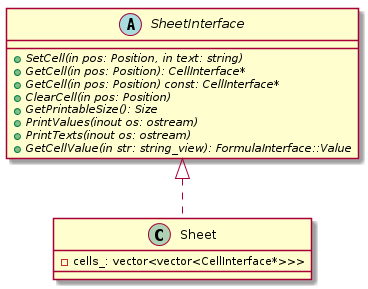 A SheetInterface
SetCell(in pos: Position, in text: string)
GetCell(in pos: Position): CellInterface*
GetCell(in pos: Position) const: CellInterface*
ClearCell(in pos: Position)
GetPrintableSize(): Size
PrintValues(inout os: ostream)
PrintTexts(inout os: ostream)
GetCellValue(in str: string_view): FormulaInterface::Value
C Sheet
cells_: vector<vector<CellInterface*>>>